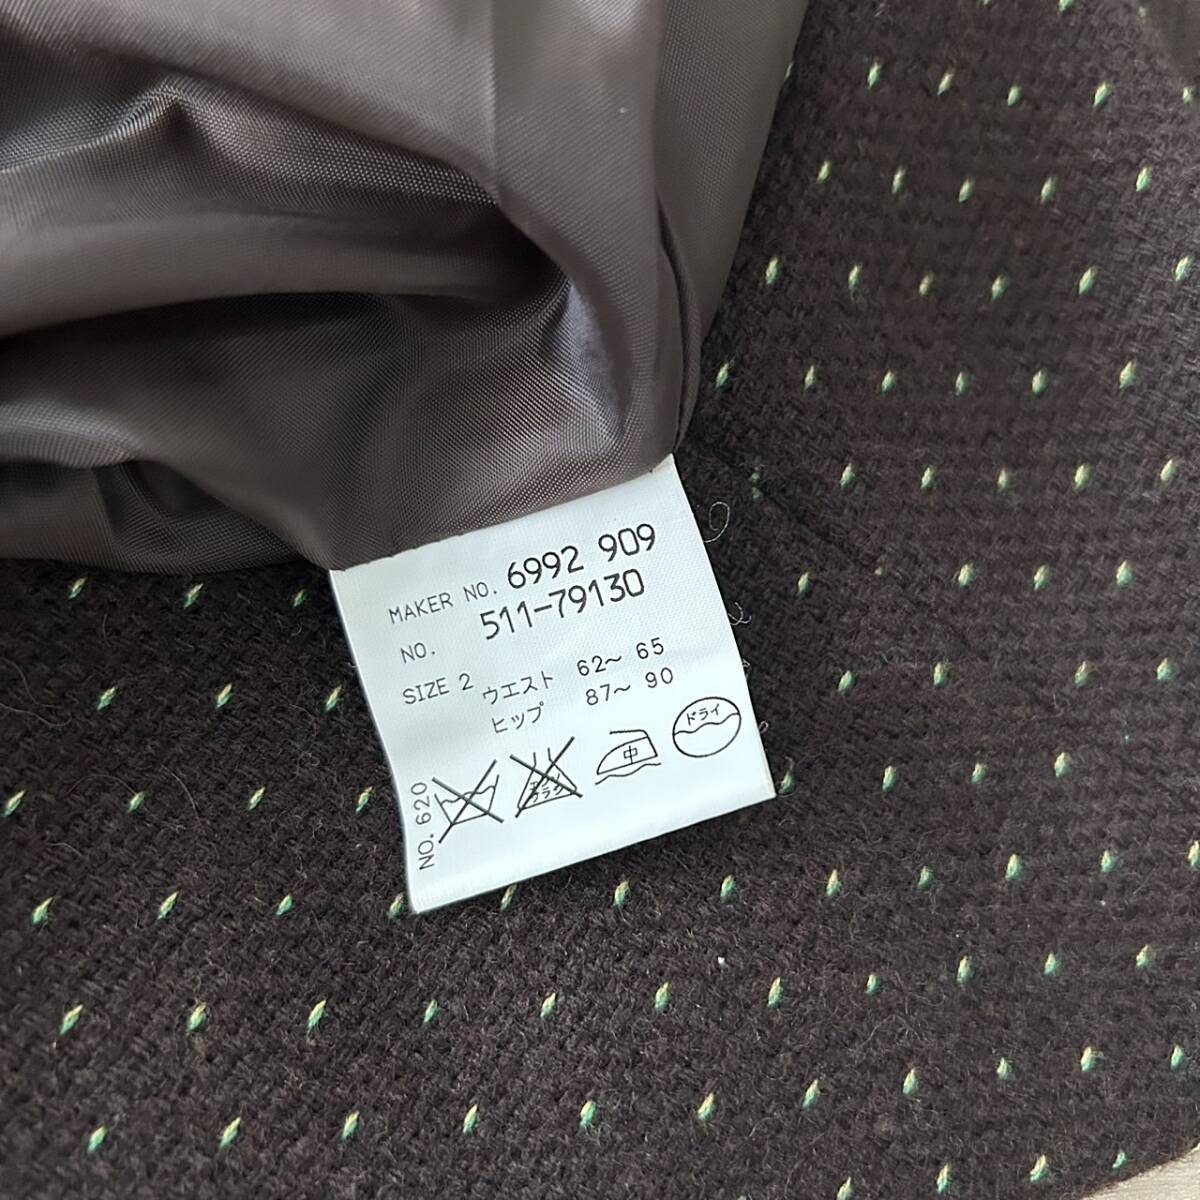 MAKER NO. 6992 909
NO. 511-79130
SIZE 2 ウエスト 62～ 65
ヒップ 87～ 90
中
ドライ
NO. 620